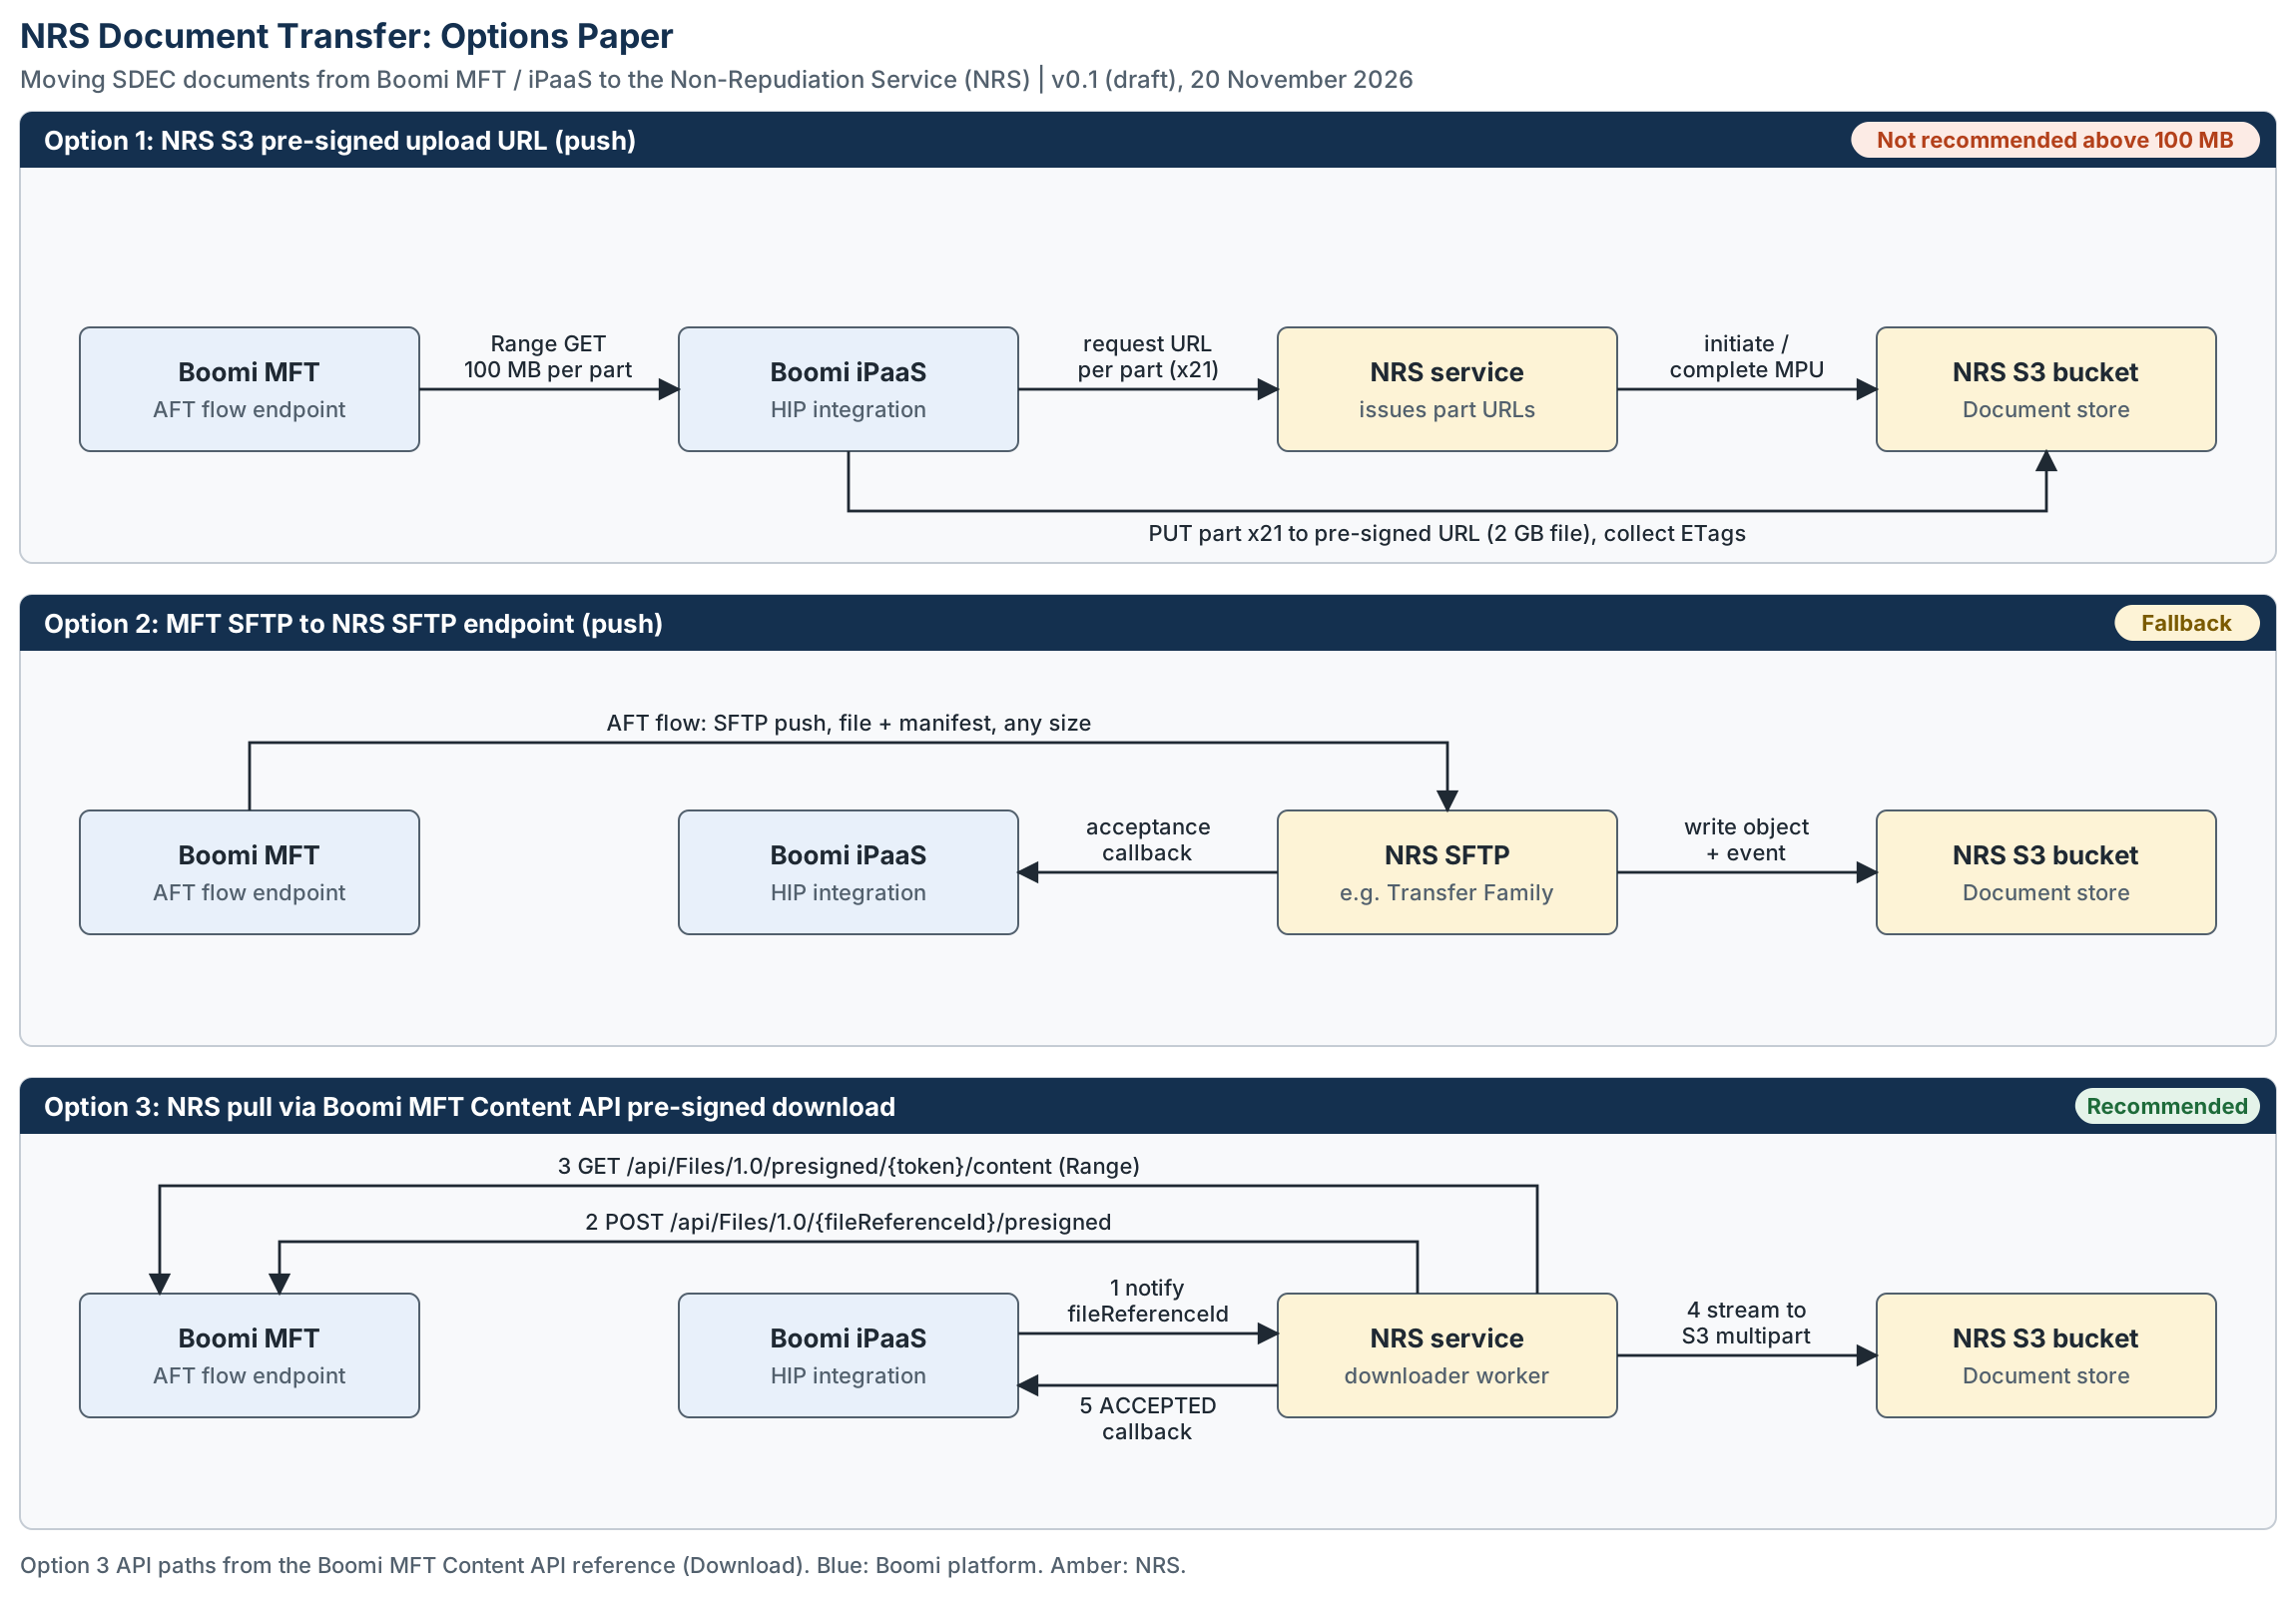 NRS Document Transfer: Options Paper
Moving SDEC documents from Boomi MFT / iPaaS to the Non-Repudiation Service (NRS) | v0.1 (draft), 20 November 2026
Option 1: NRS S3 pre-signed upload URL (push)
Not recommended above 100 MB
Boomi MFT
AFT flow endpoint
Range GET
100 MB per part
Boomi iPaaS
HIP integration
request URL
per part (x21)
NRS service
issues part URLs
initiate /
complete MPU
NRS S3 bucket
Document store
PUT part x21 to pre-signed URL (2 GB file), collect ETags
Option 2: MFT SFTP to NRS SFTP endpoint (push)
Fallback
AFT flow: SFTP push, file + manifest, any size
Boomi MFT
AFT flow endpoint
Boomi iPaaS
HIP integration
acceptance
callback
NRS SFTP
e.g. Transfer Family
write object
+ event
NRS S3 bucket
Document store
Option 3: NRS pull via Boomi MFT Content API pre-signed download
Recommended
3 GET /api/Files/1.0/presigned/{token}/content (Range)
2 POST /api/Files/1.0/{fileReferenceId}/presigned
Boomi MFT
AFT flow endpoint
Boomi iPaaS
HIP integration
1 notify
fileReferenceId
5 ACCEPTED
callback
NRS service
downloader worker
4 stream to
S3 multipart
NRS S3 bucket
Document store
Option 3 API paths from the Boomi MFT Content API reference (Download). Blue: Boomi platform. Amber: NRS.